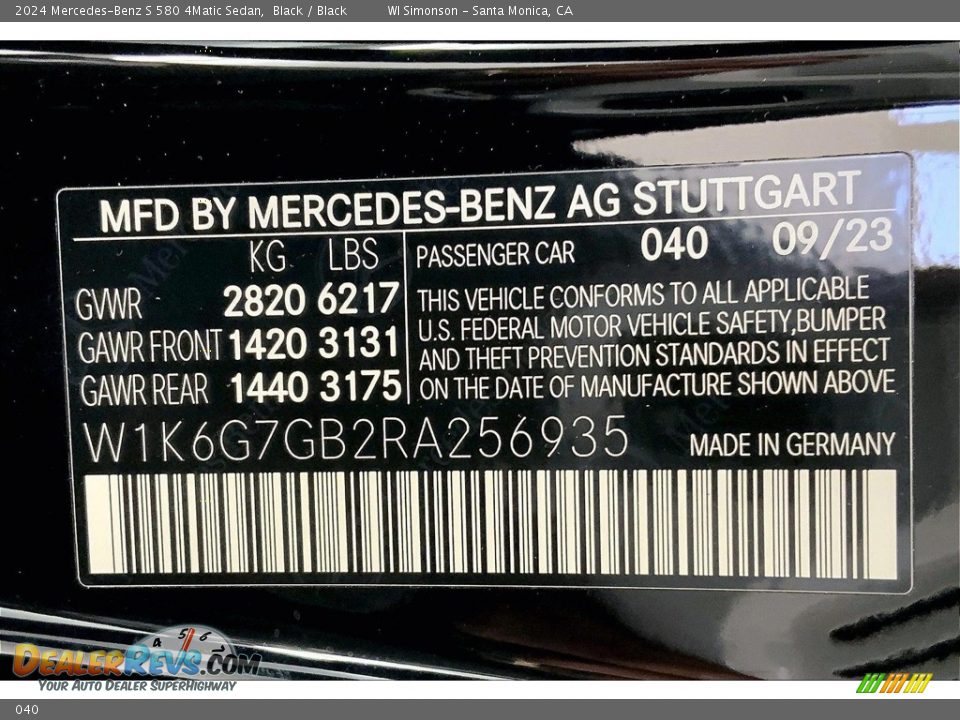 2024 Mercedes-Benz S 580 4Matic Sedan, Black / Black WI Simonson - Santa Monica, CA
MFD BY MERCEDES-BENZ AG STUTTGART
KG LBS
GVWR 2820 6217
GAWR FRONT 1420 3131
GAWR REAR 1440 3175
PASSENGER CAR 040 09/23
THIS VEHICLE CONFORMS TO ALL APPLICABLE
U.S. FEDERAL MOTOR VEHICLE SAFETY,BUMPER
AND THEFT PREVENTION STANDARDS IN EFFECT
ON THE DATE OF MANUFACTURE SHOWN ABOVE
W1K6G7GB2RA256935 MADE IN GERMANY
4 5 6
DEALERREVS.COM
YOUR AUTO DEALER SUPERHIGHWAY
040